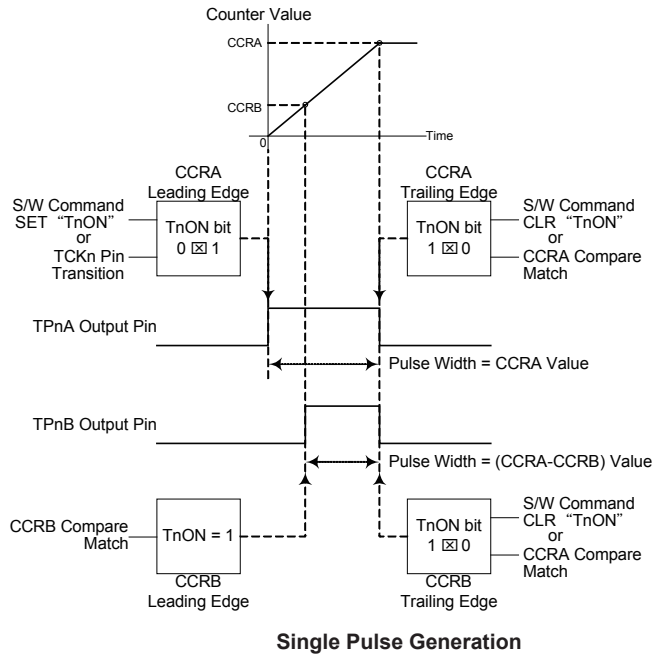 Counter Value
CCRA
CCRB
0
Time
CCRA
Leading Edge
S/W Command
SET “TnON”
or
TCKn Pin
Transition
TnON bit
0 ☒ 1
CCRA
Trailing Edge
TnON bit
1 ☒ 0
S/W Command
CLR “TnON”
or
CCRA Compare
Match
TPnA Output Pin
Pulse Width = CCRA Value
TPnB Output Pin
Pulse Width = (CCRA-CCRB) Value
CCRB Compare
Match
TnON = 1
CCRB
Leading Edge
TnON bit
1 ☒ 0
CCRB
Trailing Edge
S/W Command
CLR “TnON”
or
CCRA Compare
Match
Single Pulse Generation